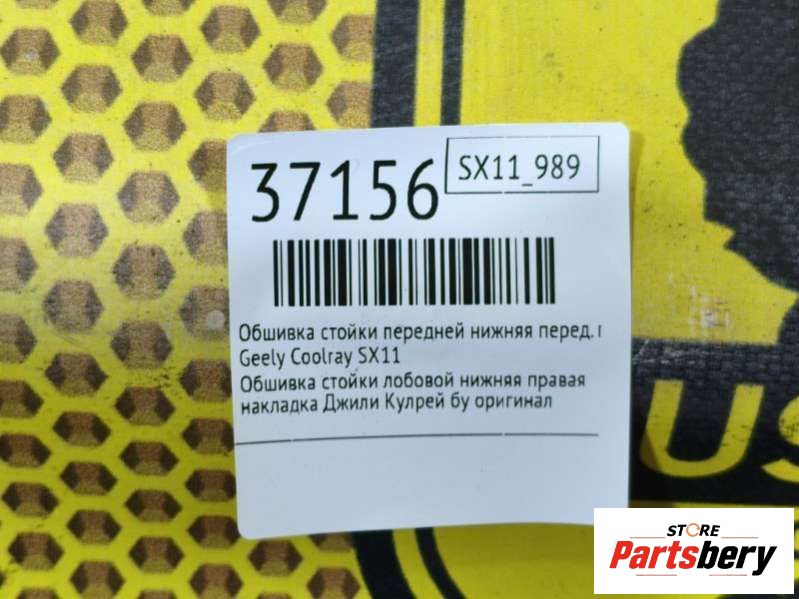 37156
SX11_989
Обшивка стойки передней нижняя перед.
Geely Coolray SX11
Обшивка стойки лобовой нижняя правая
накладка Джили Кулрей бу оригинал
US
STORE
Partsbery